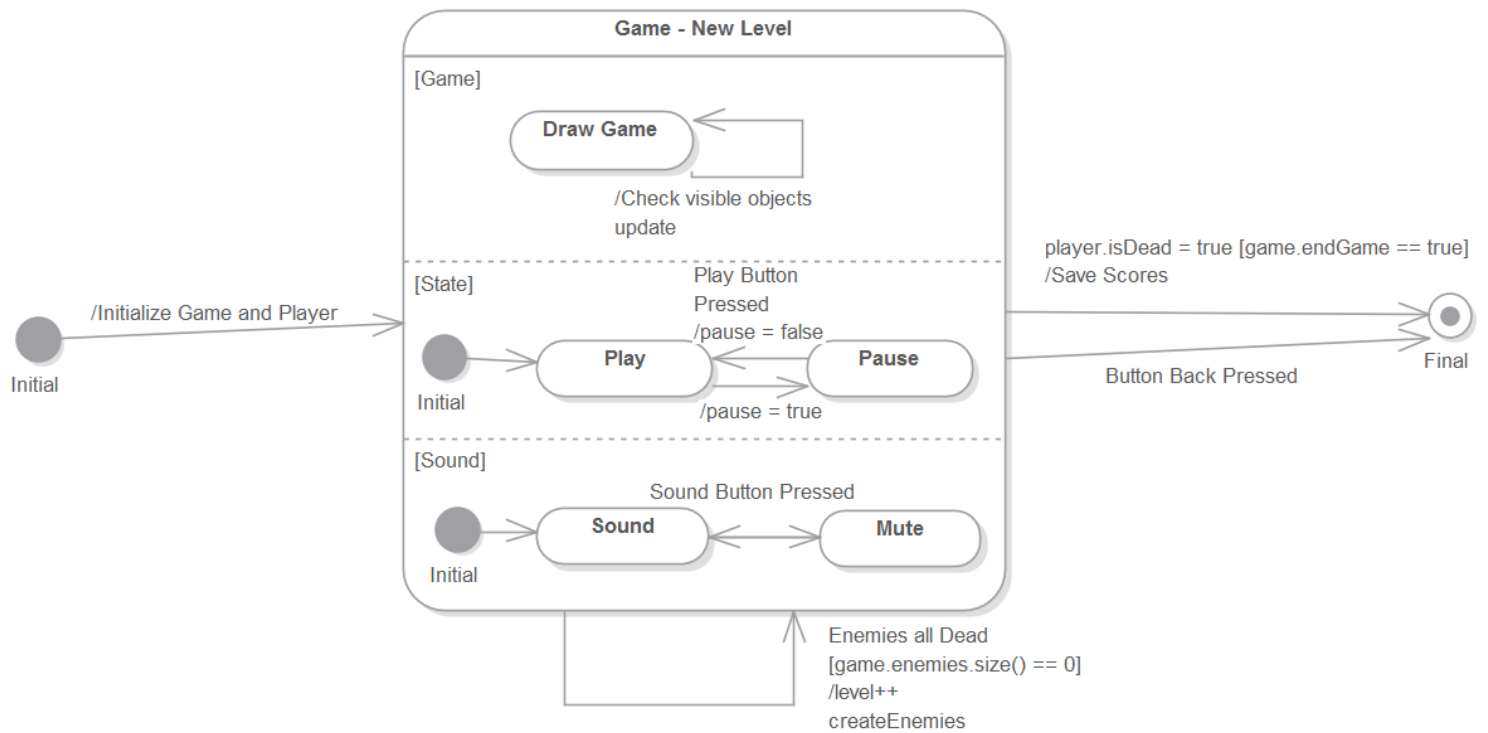 Game - New Level
[Game]
Draw Game
/Check visible objects
update
player.isDead = true [game.endGame == true]
/Save Scores
[State]
Play Button
Pressed
/pause = false
/Initialize Game and Player
Initial
Initial
Play
Pause
/pause = true
Final
Button Back Pressed
[Sound]
Sound Button Pressed
Initial
Sound
Mute
Enemies all Dead
[game.enemies.size() == 0]
/level++
createEnemies